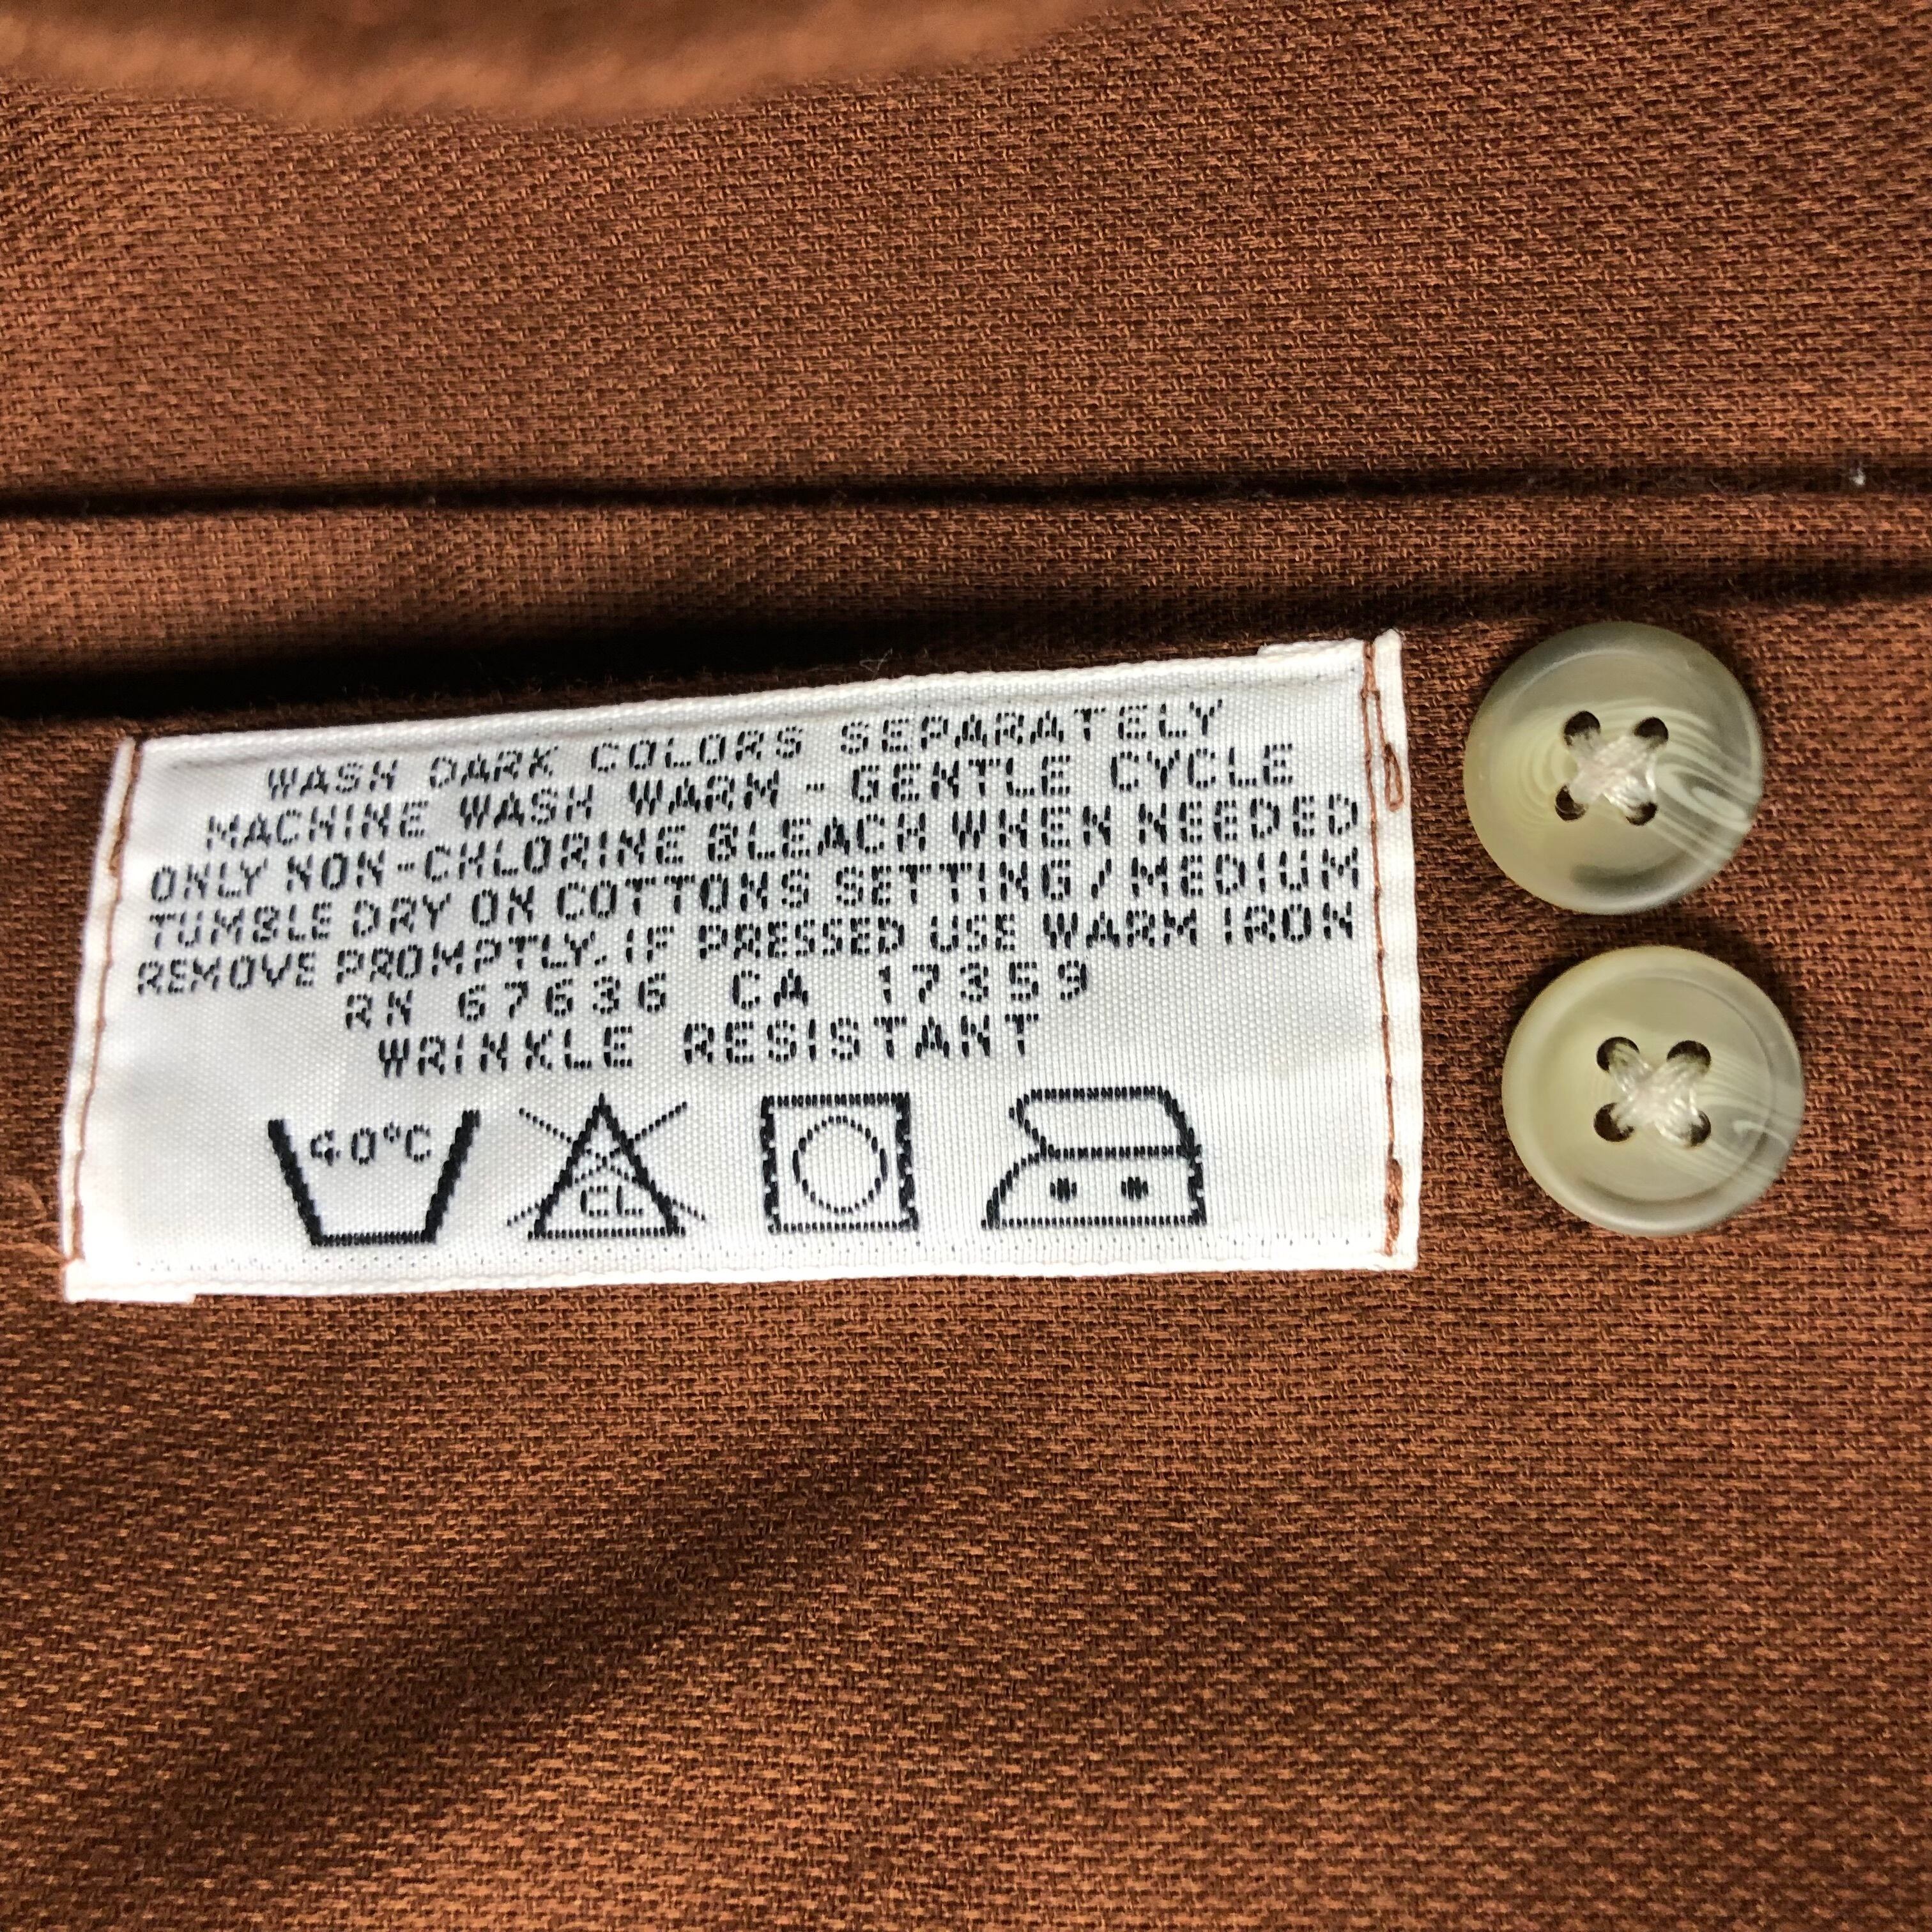 WASH DARK COLORS SEPARATELY
MACHINE WASH WARM - GENTLE CYCLE
ONLY NON-CHLORINE BLEACH WHEN NEEDED
TUMBLE DRY ON COTTONS SETTING/MEDIUM
REMOVE PROMPTLY. IF PRESSED USE WARM IRON
RN 67636 CA 17359
WRINKLE RESISTANT
40°C CL